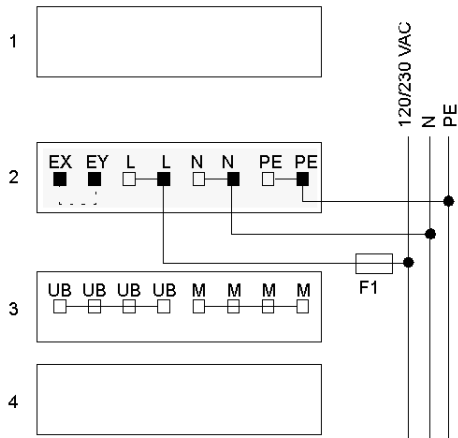 1
120/230 VAC
N
PE
2
EX EY L L N N PE PE
F1
3
UB UB UB UB M M M M
4